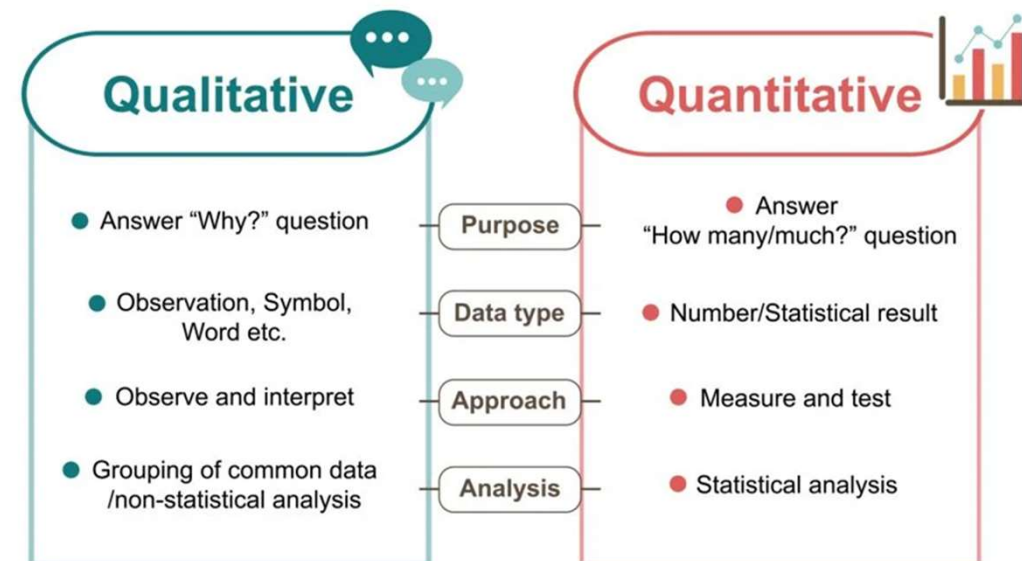 Qualitative
Quantitative
Answer “Why?” question
Purpose
Answer
“How many/much?” question
Observation, Symbol,
Word etc.
Data type
Number/Statistical result
Observe and interpret
Approach
Measure and test
Grouping of common data
/non-statistical analysis
Analysis
Statistical analysis